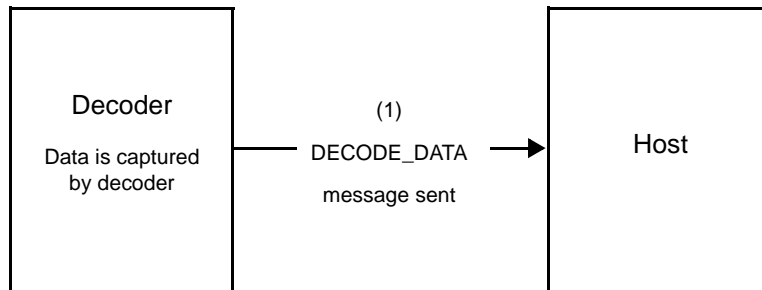 Decoder
Data is captured
by decoder
(1)
DECODE_DATA
message sent
Host